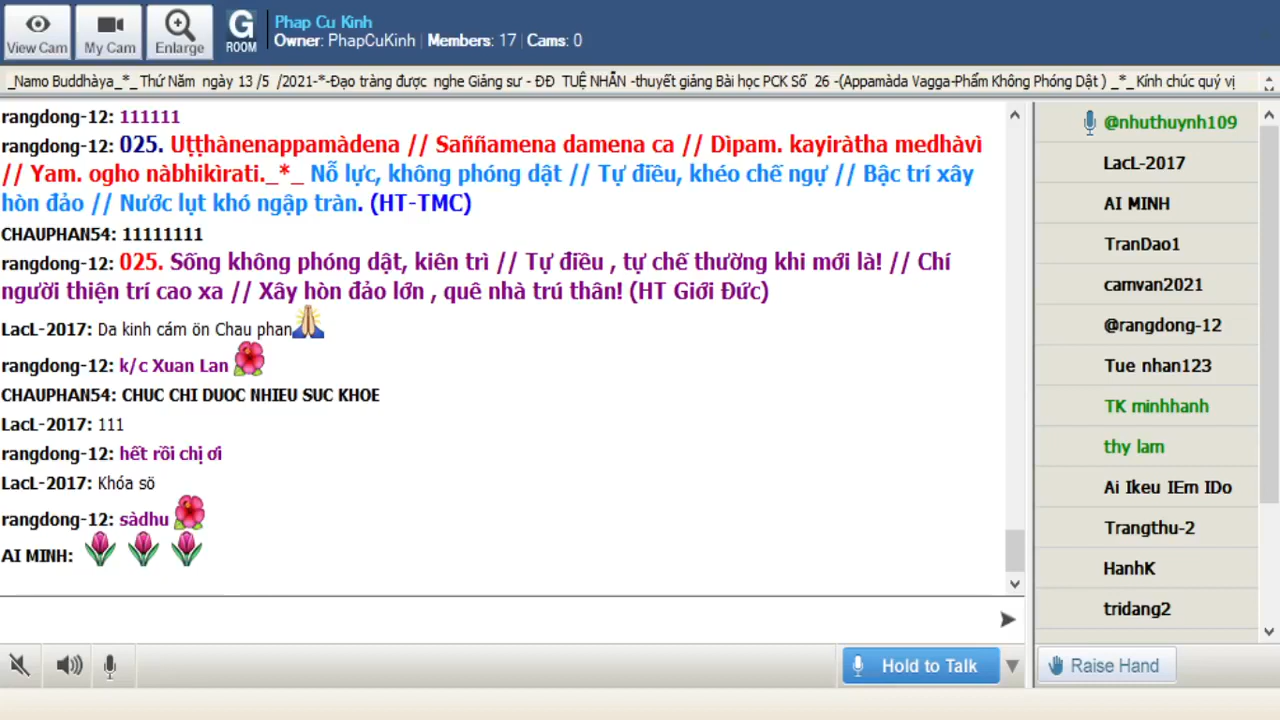 View Cam
My Cam
Enlarge
G ROOM
Phap Cu Kinh
Owner: PhapCuKinh | Members: 17 | Cams: 0
_Namo Buddhàya_*_ Thứ Năm ngày 13 /5 /2021-*-Đạo tràng được nghe Giảng sư - ĐĐ TUỆ NHẪN -thuyết giảng Bài học PCK Số 26 -(Appamàda Vagga-Phẩm Không Phóng Dật ) _*_ Kính chúc quý vị
rangdong-12: 111111
rangdong-12: 025. Uṭṭhànenappamàdena // Saññamena damena ca // Dìpam. kayiràtha medhàvì
// Yam. ogho nàbhikìrati._*_ Nỗ lực, không phóng dật // Tự điều, khéo chế ngự // Bậc trí xây
hòn đảo // Nước lụt khó ngập tràn. (HT-TMC)
CHAUPHAN54: 11111111
rangdong-12: 025. Sống không phóng dật, kiên trì // Tự điều , tự chế thường khi mới là! // Chí
người thiện trí cao xa // Xây hòn đảo lớn , quê nhà trú thân! (HT Giới Đức)
LacL-2017: Da kinh cám ön Chau phan
rangdong-12: k/c Xuan Lan
CHAUPHAN54: CHUC CHI DUOC NHIEU SUC KHOE
LacL-2017: 111
rangdong-12: hết rồi chị ơi
LacL-2017: Khóa sö
rangdong-12: sàdhu
AI MINH:
@nhuthuynh109
LacL-2017
AI MINH
TranDao1
camvan2021
@rangdong-12
Tue nhan123
TK minhhanh
thy lam
Ai Ikeu IEm IDo
Trangthu-2
HanhK
tridang2
Hold to Talk
Raise Hand